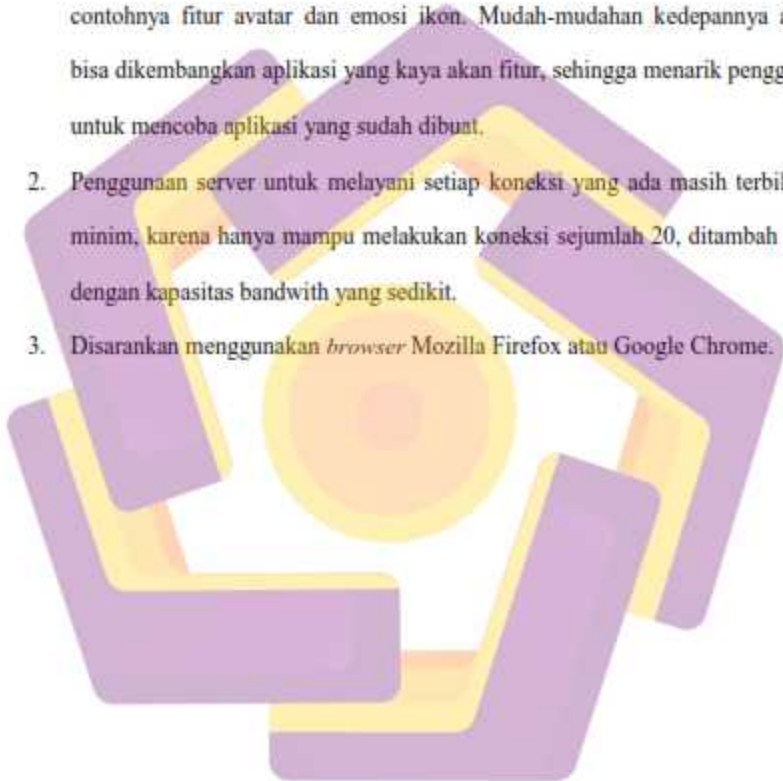 contohnya fitur avatar dan emosi ikon. Mudah-mudahan kedepannya
bisa dikembangkan aplikasi yang kaya akan fitur, sehingga menarik
untuk mencoba aplikasi yang sudah dibuat.
2. Penggunaan server untuk melayani setiap koneksi yang ada masih
minim, karena hanya mampu melakukan koneksi sejumlah 20, ditambah
dengan kapasitas bandwith yang sedikit.
3. Disarankan menggunakan browser Mozilla Firefox atau Google Chrome.